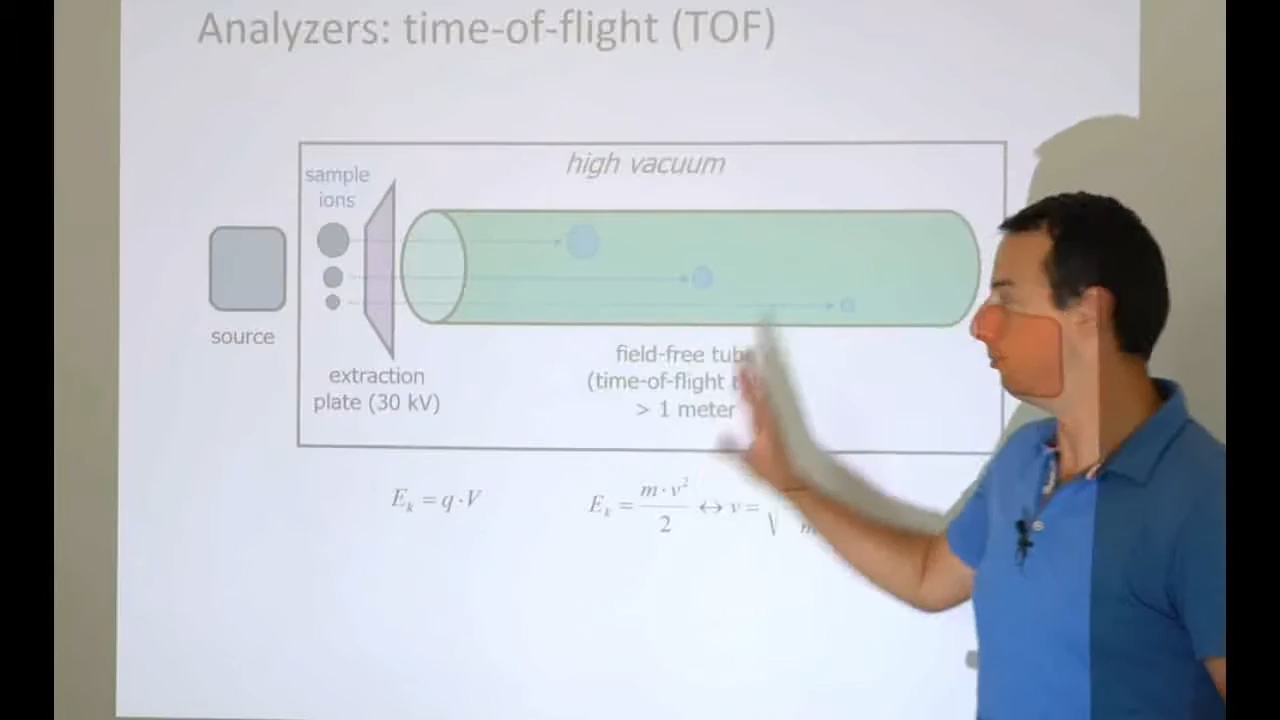 Analyzers: time-of-flight (TOF)
high vacuum
sample
ions
source
extraction
plate (30 kV)
field-free tube
(time-of-flight
> 1 meter
E_k = q · V
E_k = m · v² / 2 ↔ v = √
m